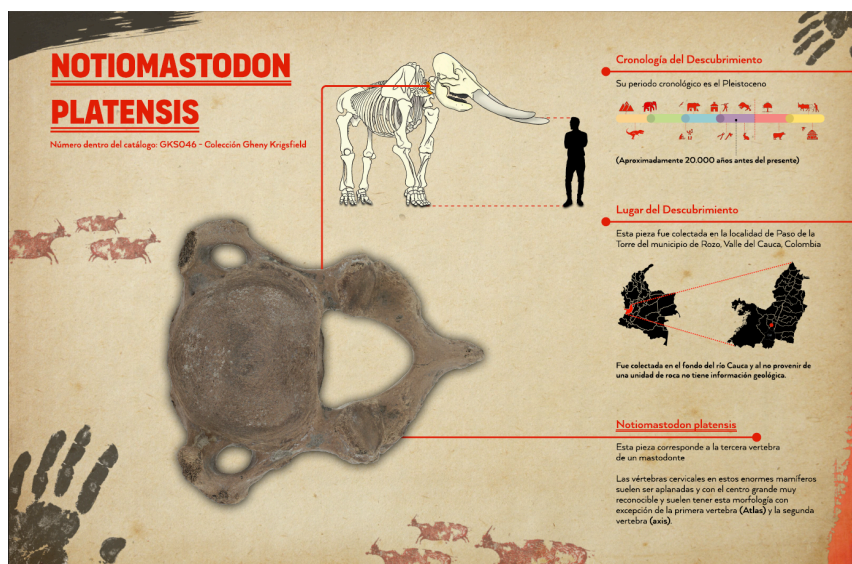 NOTIOMASTODON
PLATENSIS
Número dentro del catálogo: GKS046 - Colección Gheny Krigsfield
Cronología del Descubrimiento
Su periodo cronológico es el Pleistoceno
(Aproximadamente 20.000 años antes del presente)
Lugar del Descubrimiento
Esta pieza fue colectada en la localidad de Paso de la
Torre del municipio de Rozo, Valle del Cauca, Colombia
Fue colectada en el fondo del río Cauca y al no provenir de
una unidad de roca no tiene información geológica.
Notiomastodon platensis
Esta pieza corresponde a la tercera vertebra
de un mastodonte
Las vértebras cervicales en estos enormes mamíferos
suelen ser aplanadas y con el centro grande muy
reconocible y suelen tener esta morfología con
excepción de la primera vertebra (Atlas) y la segunda
vertebra (axis).